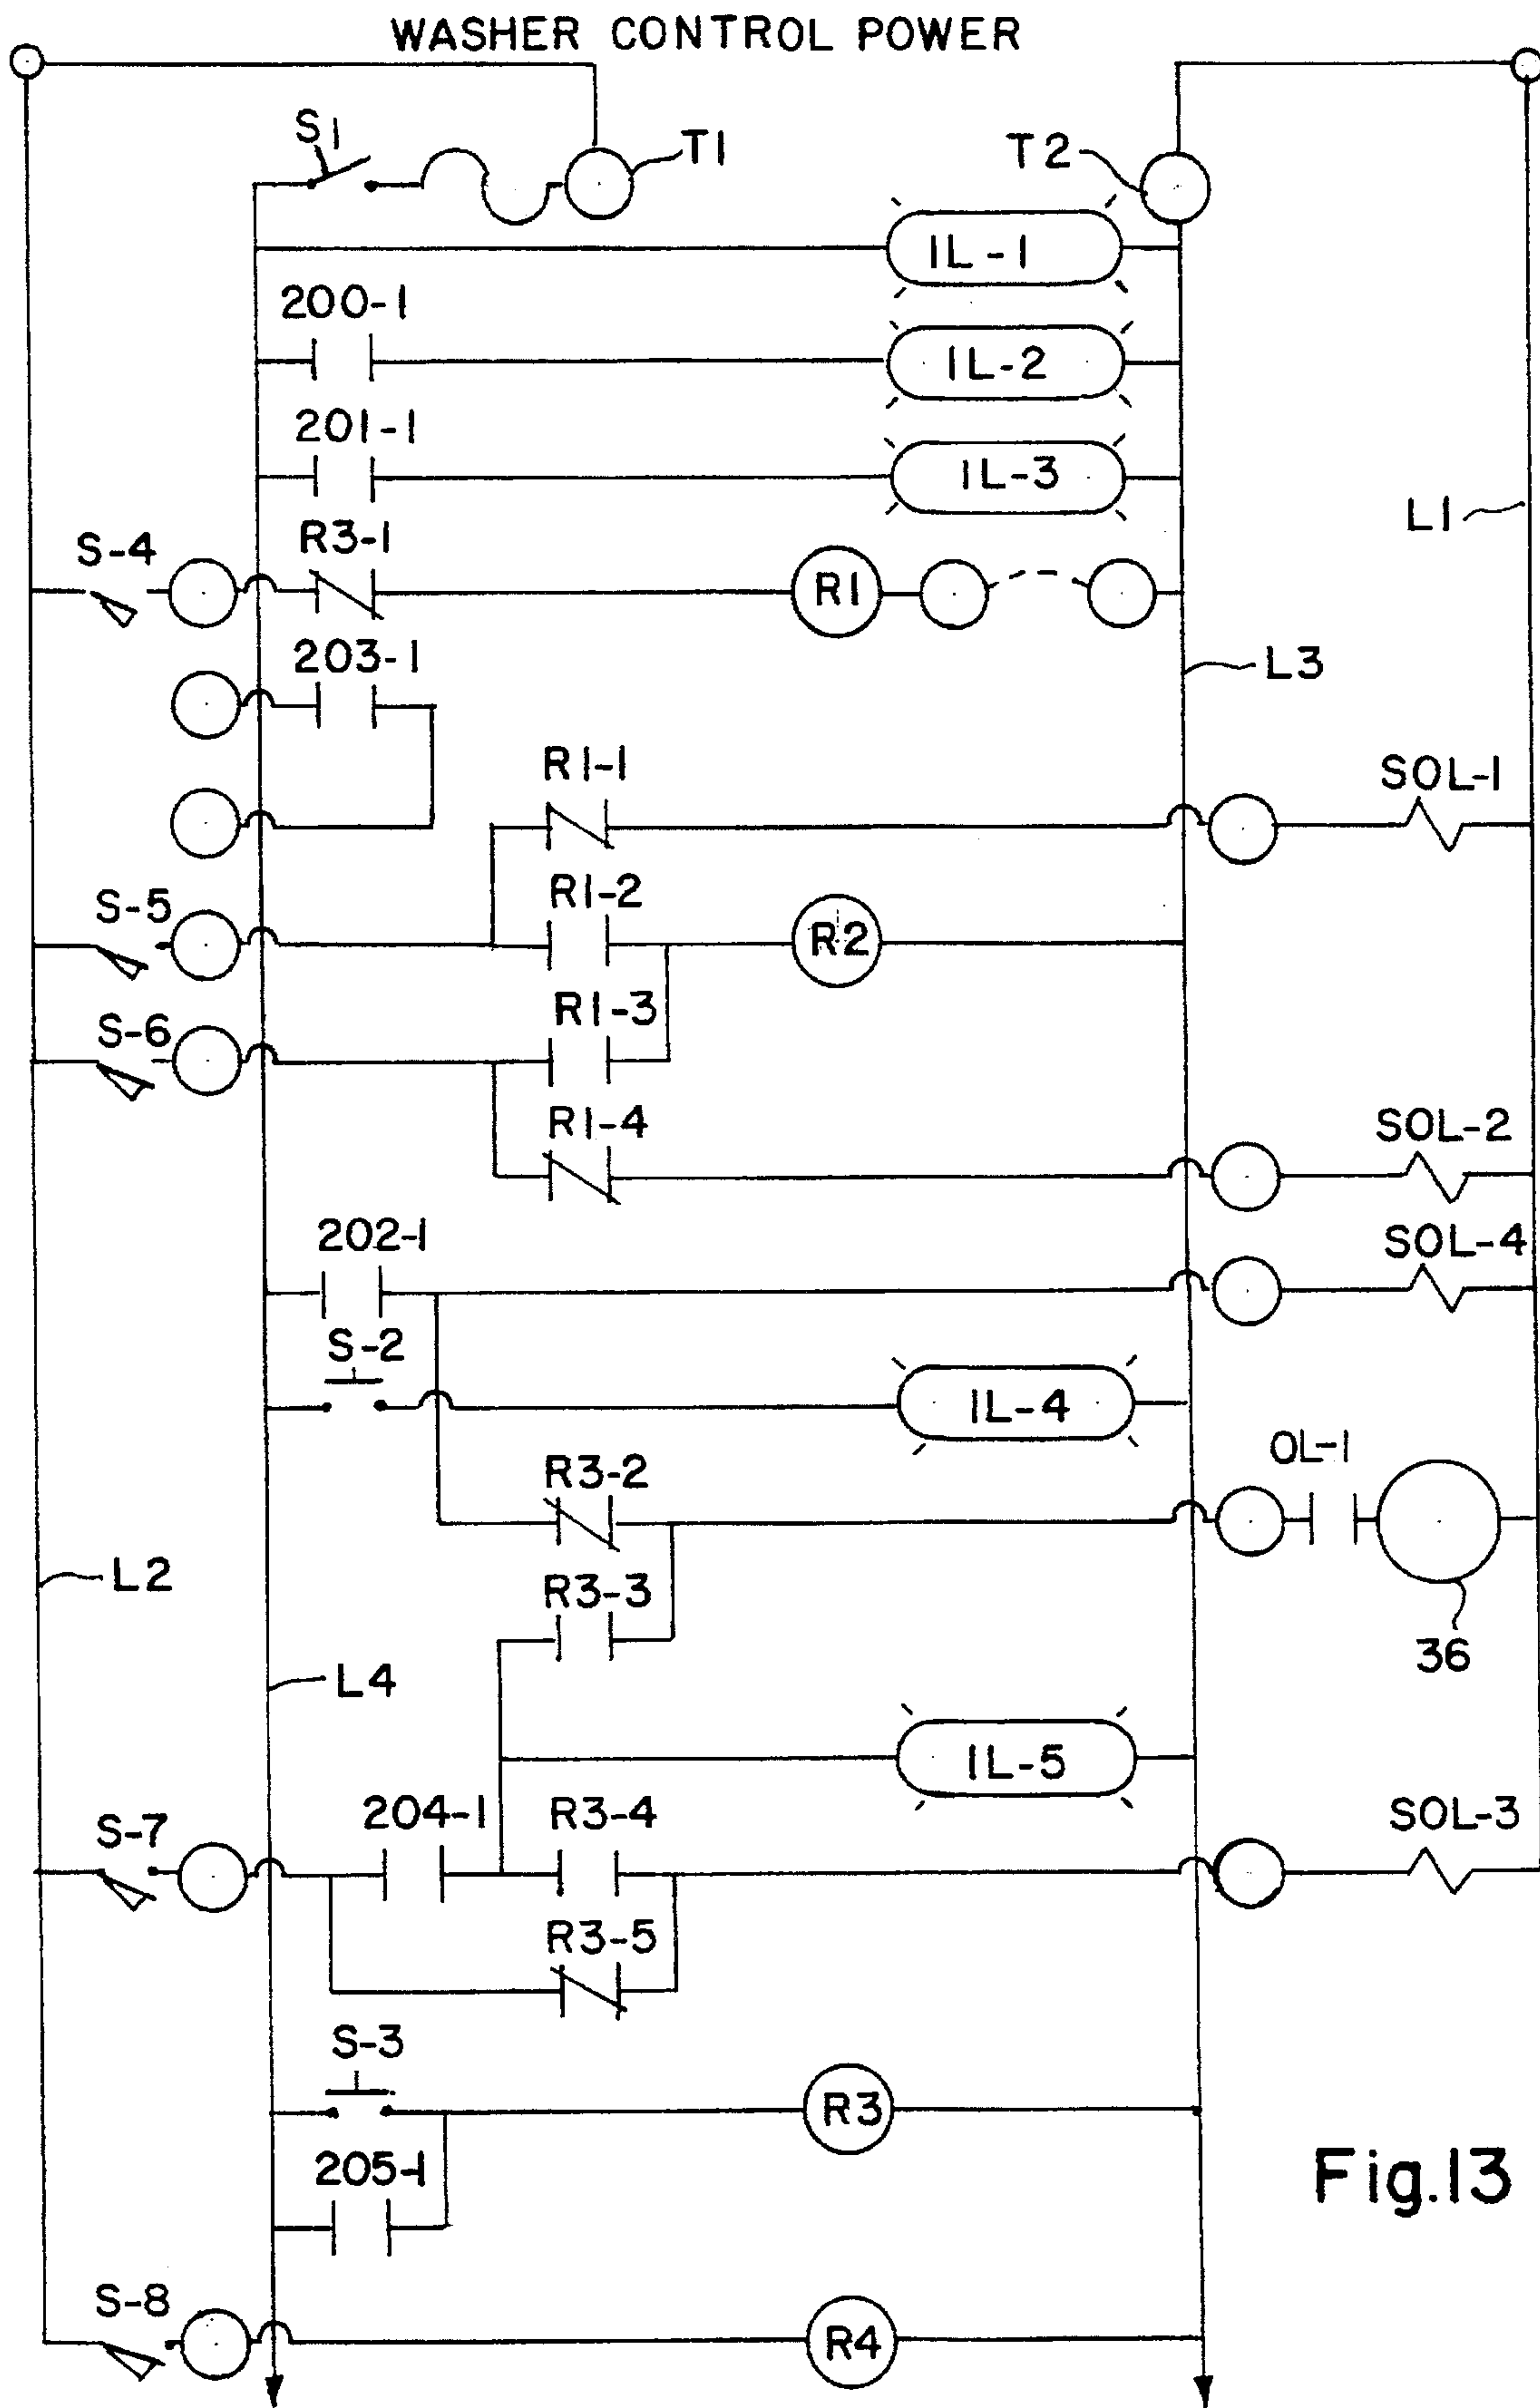 WASHER CONTROL POWER
S1
T1
T2
IL-1
200-1
IL-2
201-1
IL-3
L1
S-4
R3-1
R1
203-1
L3
R1-1
SOL-1
S-5
R1-2
R2
S-6
R1-3
R1-4
SOL-2
202-1
SOL-4
S-2
IL-4
OL-1
R3-2
L2
R3-3
36
L4
IL-5
S-7
204-1
R3-4
SOL-3
R3-5
S-3
R3
205-1
Fig.13
S-8
R4